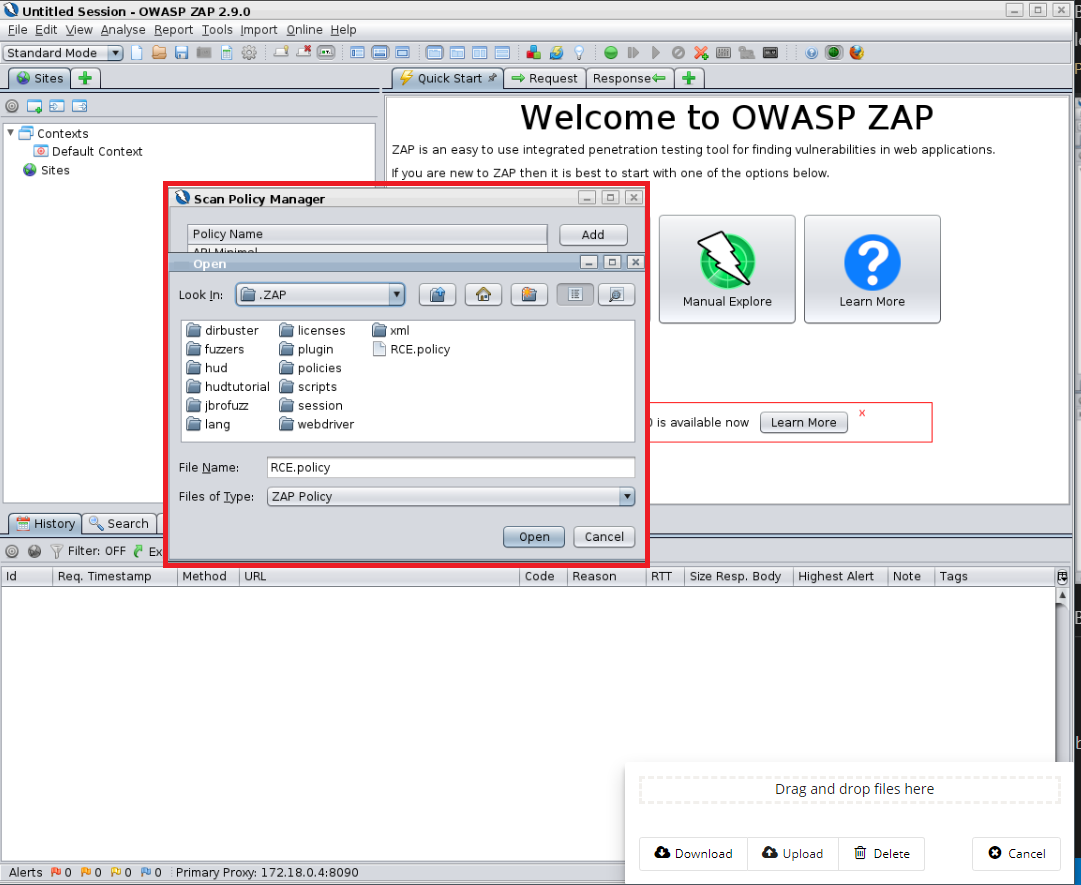 Untitled Session - OWASP ZAP 2.9.0
File Edit View Analyse Report Tools Import Online Help
Standard Mode
Sites
Quick Start
Request
Response
Contexts
Default Context
Sites
Welcome to OWASP ZAP
ZAP is an easy to use integrated penetration testing tool for finding vulnerabilities in web applications.
If you are new to ZAP then it is best to start with one of the options below.
Manual Explore
Learn More
is available now
Learn More
x
Scan Policy Manager
Policy Name
Add
API Minimal
Open
Look In:
.ZAP
dirbuster licenses xml
fuzzers plugin RCE.policy
hud policies
hudtutorial scripts
jbrofuzz session
lang webdriver
File Name: RCE.policy
Files of Type: ZAP Policy
Open Cancel
History Search
Filter: OFF Ex
Id Req. Timestamp Method URL Code Reason RTT Size Resp. Body Highest Alert Note Tags
Drag and drop files here
Download Upload Delete Cancel
Alerts 0 0 0 0 Primary Proxy: 172.18.0.4:8090